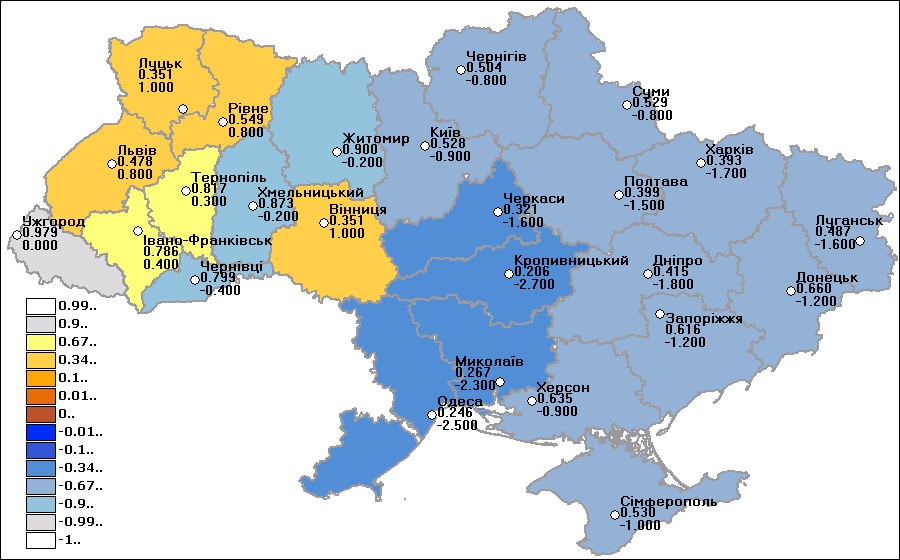 Луцьк
0.351
1.000
Рівне
0.549
0.800
Львів
0.478
0.800
Тернопіль
0.817
0.300
Ужгород
0.979
0.000
Івано-Франківськ
0.786
0.400
Чернівці
0.799
-0.400
Хмельницький
0.873
-0.200
Житомир
0.900
-0.200
Вінниця
0.351
1.000
Київ
0.528
-0.900
Чернігів
0.504
-0.800
Суми
0.529
-0.800
Харків
0.393
-1.700
Полтава
0.399
-1.500
Черкаси
0.321
-1.600
Луганськ
0.487
-1.600
Кропивницький
0.206
-2.700
Дніпро
0.415
-1.800
Донецьк
0.660
-1.200
Запоріжжя
0.616
-1.200
Миколаїв
0.267
-2.300
Херсон
0.635
-0.900
Одеса
0.246
-2.500
Сімферополь
0.530
-1.000
0.99..
0.9..
0.67..
0.34..
0.1..
0.01..
0..
-0.01..
-0.1..
-0.34..
-0.67..
-0.9..
-0.99..
-1..